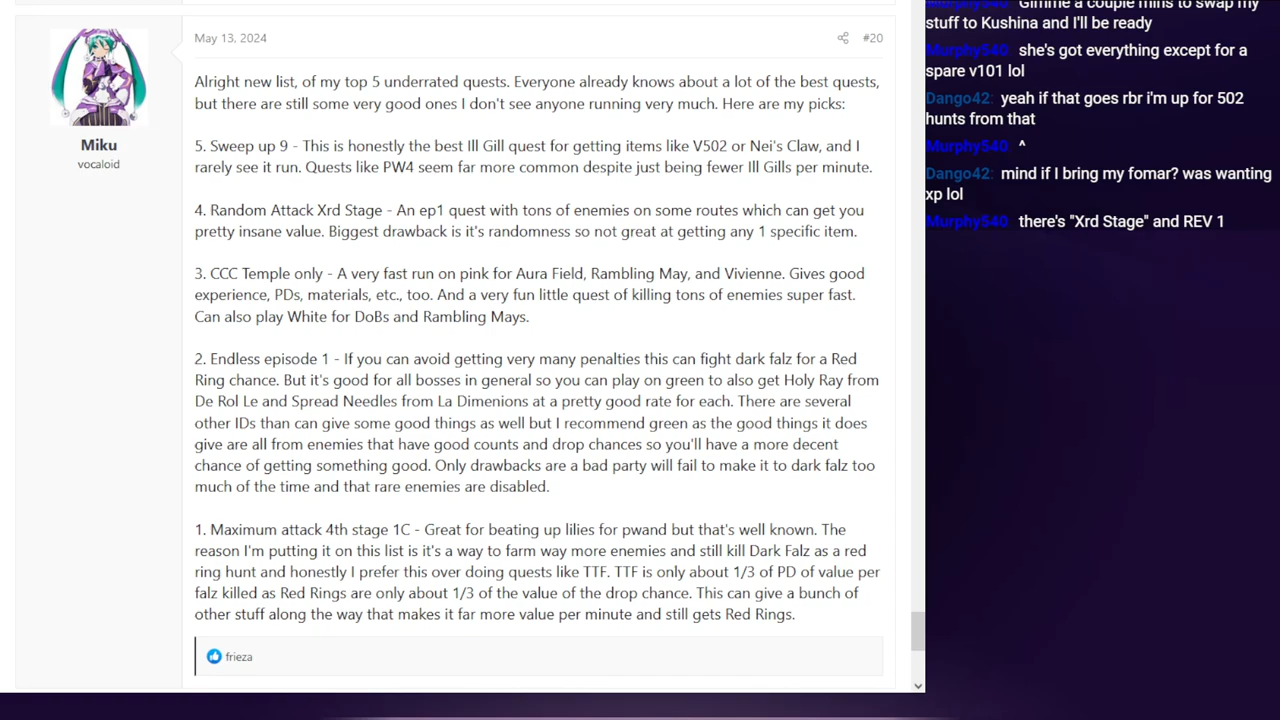 May 13, 2024
#20
Miku
vocaloid
Alright new list, of my top 5 underrated quests. Everyone already knows about a lot of the best quests,
but there are still some very good ones I don't see anyone running very much. Here are my picks:
5. Sweep up 9 - This is honestly the best Ill Gill quest for getting items like V502 or Nei's Claw, and I
rarely see it run. Quests like PW4 seem far more common despite just being fewer Ill Gills per minute.
4. Random Attack Xrd Stage - An ep1 quest with tons of enemies on some routes which can get you
pretty insane value. Biggest drawback is it's randomness so not great at getting any 1 specific item.
3. CCC Temple only - A very fast run on pink for Aura Field, Rambling May, and Vivienne. Gives good
experience, PDs, materials, etc., too. And a very fun little quest of killing tons of enemies super fast.
Can also play White for DoBs and Rambling Mays.
2. Endless episode 1 - If you can avoid getting very many penalties this can fight dark falz for a Red
Ring chance. But it's good for all bosses in general so you can play on green to also get Holy Ray from
De Rol Le and Spread Needles from La Dimenions at a pretty good rate for each. There are several
other IDs than can give some good things as well but I recommend green as the good things it does
give are all from enemies that have good counts and drop chances so you'll have a more decent
chance of getting something good. Only drawbacks are a bad party will fail to make it to dark falz too
much of the time and that rare enemies are disabled.
1. Maximum attack 4th stage 1C - Great for beating up lilies for pwand but that's well known. The
reason I'm putting it on this list is it's a way to farm way more enemies and still kill Dark Falz as a red
ring hunt and honestly I prefer this over doing quests like TTF. TTF is only about 1/3 of PD of value per
falz killed as Red Rings are only about 1/3 of the value of the drop chance. This can give a bunch of
other stuff along the way that makes it far more value per minute and still gets Red Rings.
frieza
Murphy540 Gimme a couple mins to swap my
stuff to Kushina and I'll be ready
Murphy540 she's got everything except for a
spare v101 lol
Dango42: yeah if that goes rbr i'm up for 502
hunts from that
Murphy540 ^
Dango42: mind if I bring my fomar? was wanting
xp lol
Murphy540 there's "Xrd Stage" and REV 1